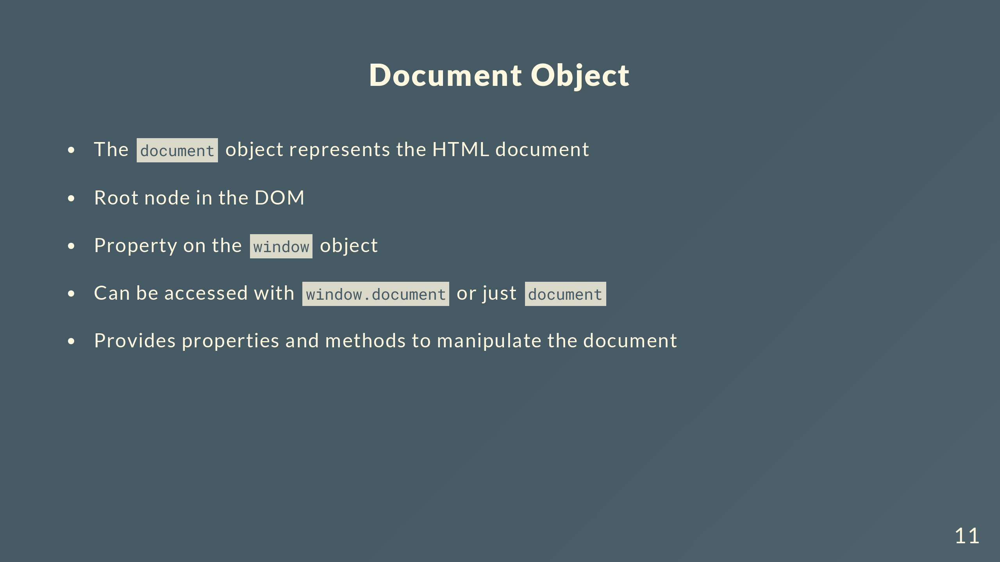 Document Object
• The document object represents the HTML document
• Root node in the DOM
• Property on the window object
• Can be accessed with window.document or just document
• Provides properties and methods to manipulate the document
11